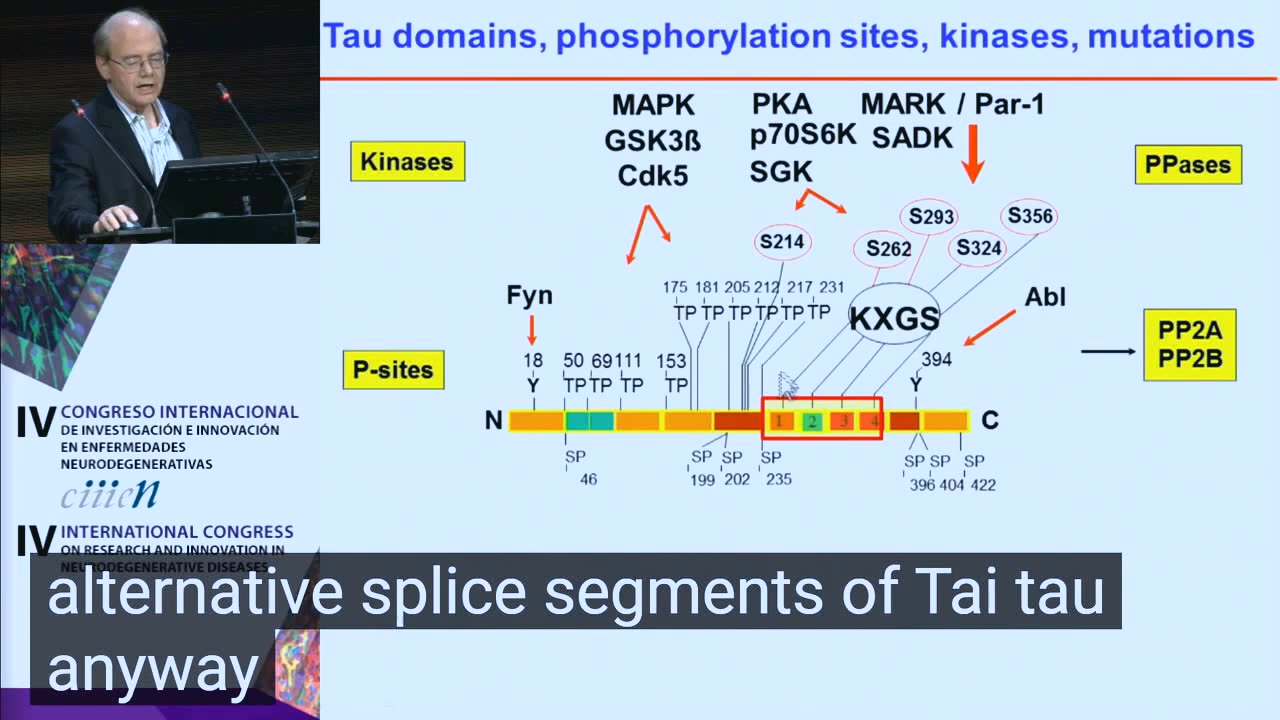 Tau domains, phosphorylation sites, kinases, mutations
MAPK
GSK3ß
Cdk5
PKA
p70S6K
SGK
MARK / Par-1
SADK
Kinases
PPases
S214
S262
S293
S324
S356
Fyn
175 181 205 212 217 231
TP TP TP TP TP TP
KXGS
Abl
PP2A
PP2B
P-sites
18 50 69 111 153
Y TP TP TP TP
394
Y
N
1 2 3 4
C
SP
46
SP SP SP
199 202 235
SP SP SP
396 404 422
IV CONGRESO INTERNACIONAL
DE INVESTIGACIÓN E INNOVACIÓN
EN ENFERMEDADES
NEURODEGENERATIVAS
ciiien
IV INTERNATIONAL CONGRESS
ON RESEARCH AND INNOVATION IN
NEURODEGENERATIVE DISEASES
alternative splice segments of Tai tau
anyway